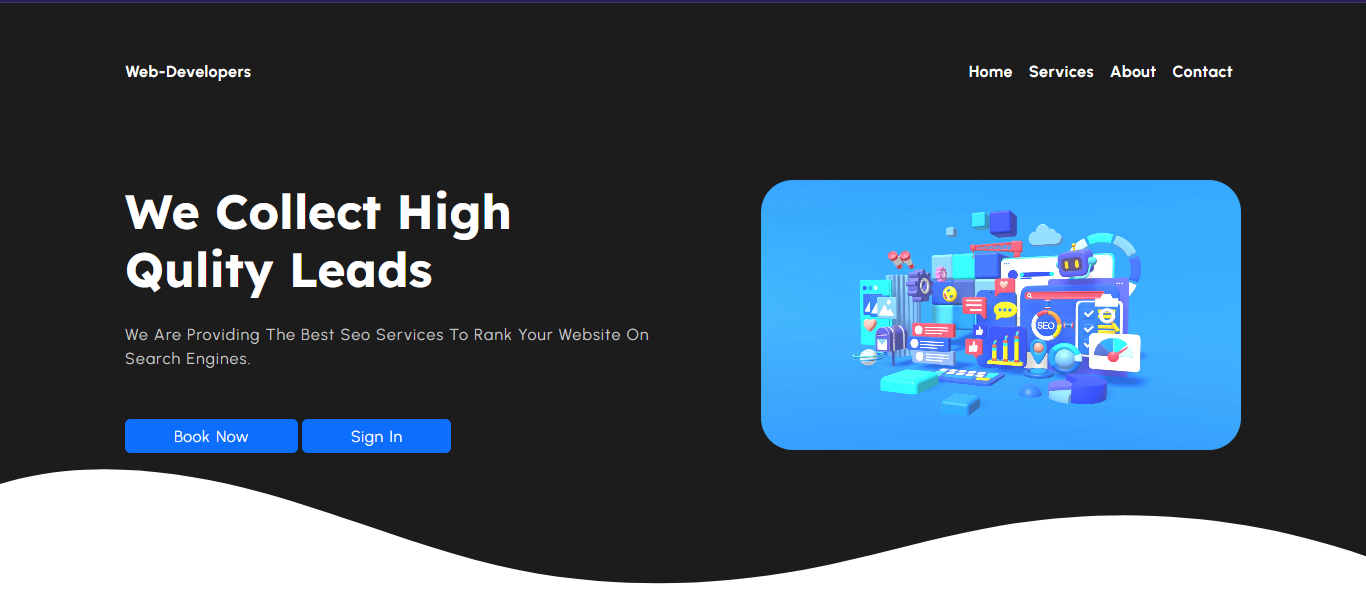 Web-Developers
Home Services About Contact
We Collect High
Qulity Leads
We Are Providing The Best Seo Services To Rank Your Website On
Search Engines.
Book Now Sign In
SEO